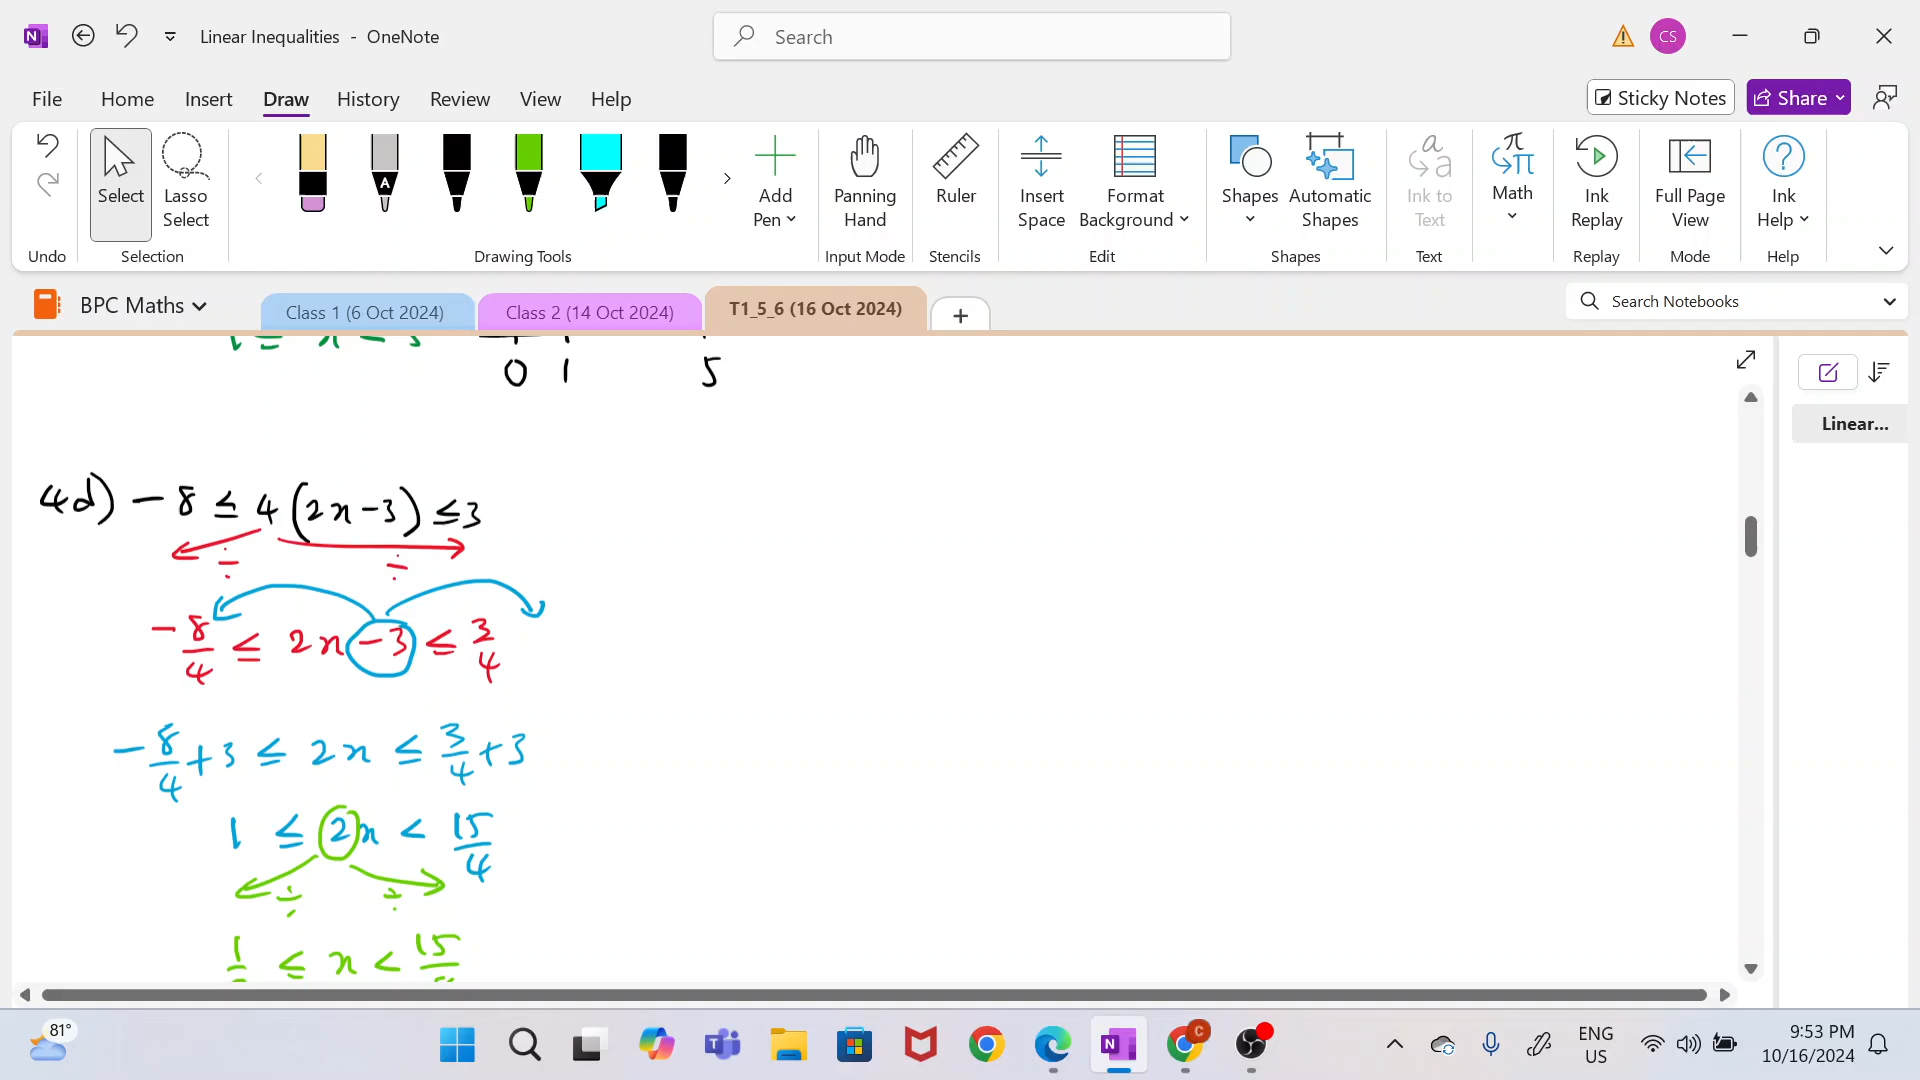 Linear Inequalities - OneNote
Search
CS
File Home Insert Draw History Review View Help
Sticky Notes Share
Select
Lasso Select
A
Add Pen
Panning Hand
Ruler
Insert Space
Format Background
Shapes
Automatic Shapes
Ink to Text
Math
Ink Replay
Full Page View
Ink Help
Undo Selection Drawing Tools Input Mode Stencils Edit Shapes Text Replay Mode Help
BPC Maths
Class 1 (6 Oct 2024) Class 2 (14 Oct 2024) T1_5_6 (16 Oct 2024) +
Search Notebooks
Linear...
0 1 5
4d) -8 ≤ 4(2x-3) ≤ 3
÷ ÷
-8/4 ≤ 2x -3 ≤ 3/4
-8/4 + 3 ≤ 2x ≤ 3/4 + 3
1 ≤ 2x < 15/4
÷ ÷
≤ x <
81°
ENG
US
9:53 PM
10/16/2024